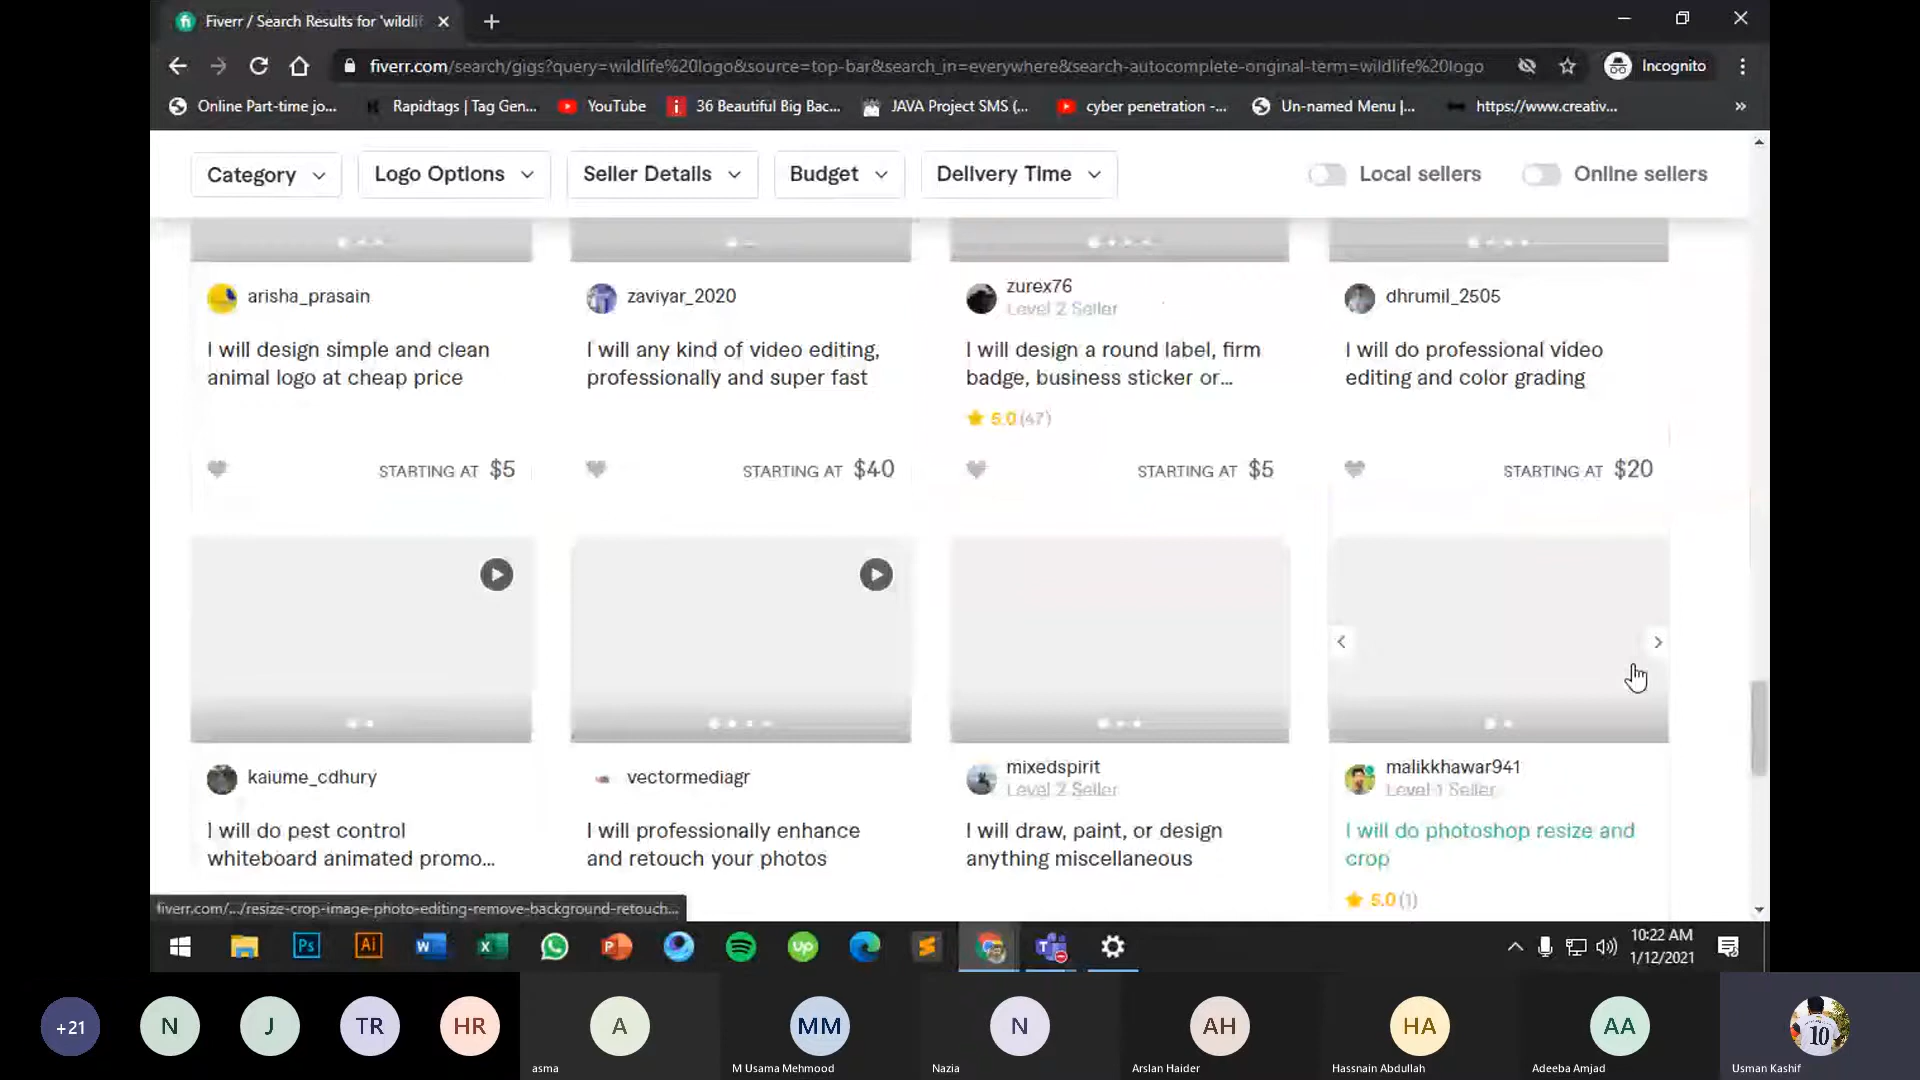 Fiverr / Search Results for 'wildlif
fiverr.com/search/gigs?query=wildlife%20logo&source=top-bar&search_in=everywhere&search-autocomplete-original-term=wildlife%20logo
Incognito
Online Part-time jo...
Rapidtags | Tag Gen...
YouTube
36 Beautiful Big Bac...
JAVA Project SMS (...
cyber penetration -...
Un-named Menu |...
https://www.creativ...
»
Category
Logo Options
Seller Details
Budget
Delivery Time
Local sellers
Online sellers
arisha_prasain
I will design simple and clean
animal logo at cheap price
STARTING AT $5
zaviyar_2020
I will any kind of video editing,
professionally and super fast
STARTING AT $40
zurex76
Level 2 Seller
I will design a round label, firm
badge, business sticker or...
5.0 (47)
STARTING AT $5
dhrumil_2505
I will do professional video
editing and color grading
STARTING AT $20
kaiume_cdhury
I will do pest control
whiteboard animated promo...
vectormediagr
I will professionally enhance
and retouch your photos
mixedspirit
Level 2 Seller
I will draw, paint, or design
anything miscellaneous
malikkhawar941
Level 1 Seller
I will do photoshop resize and
crop
5.0 (1)
fiverr.com/.../resize-crop-image-photo-editing-remove-background-retouch...
Ps
Ai
Up
10:22 AM
1/12/2021
+21
N
J
TR
HR
A
asma
MM
M Usama Mehmood
N
Nazia
AH
Arslan Haider
HA
Hassnain Abdullah
AA
Adeeba Amjad
10
Usman Kashif